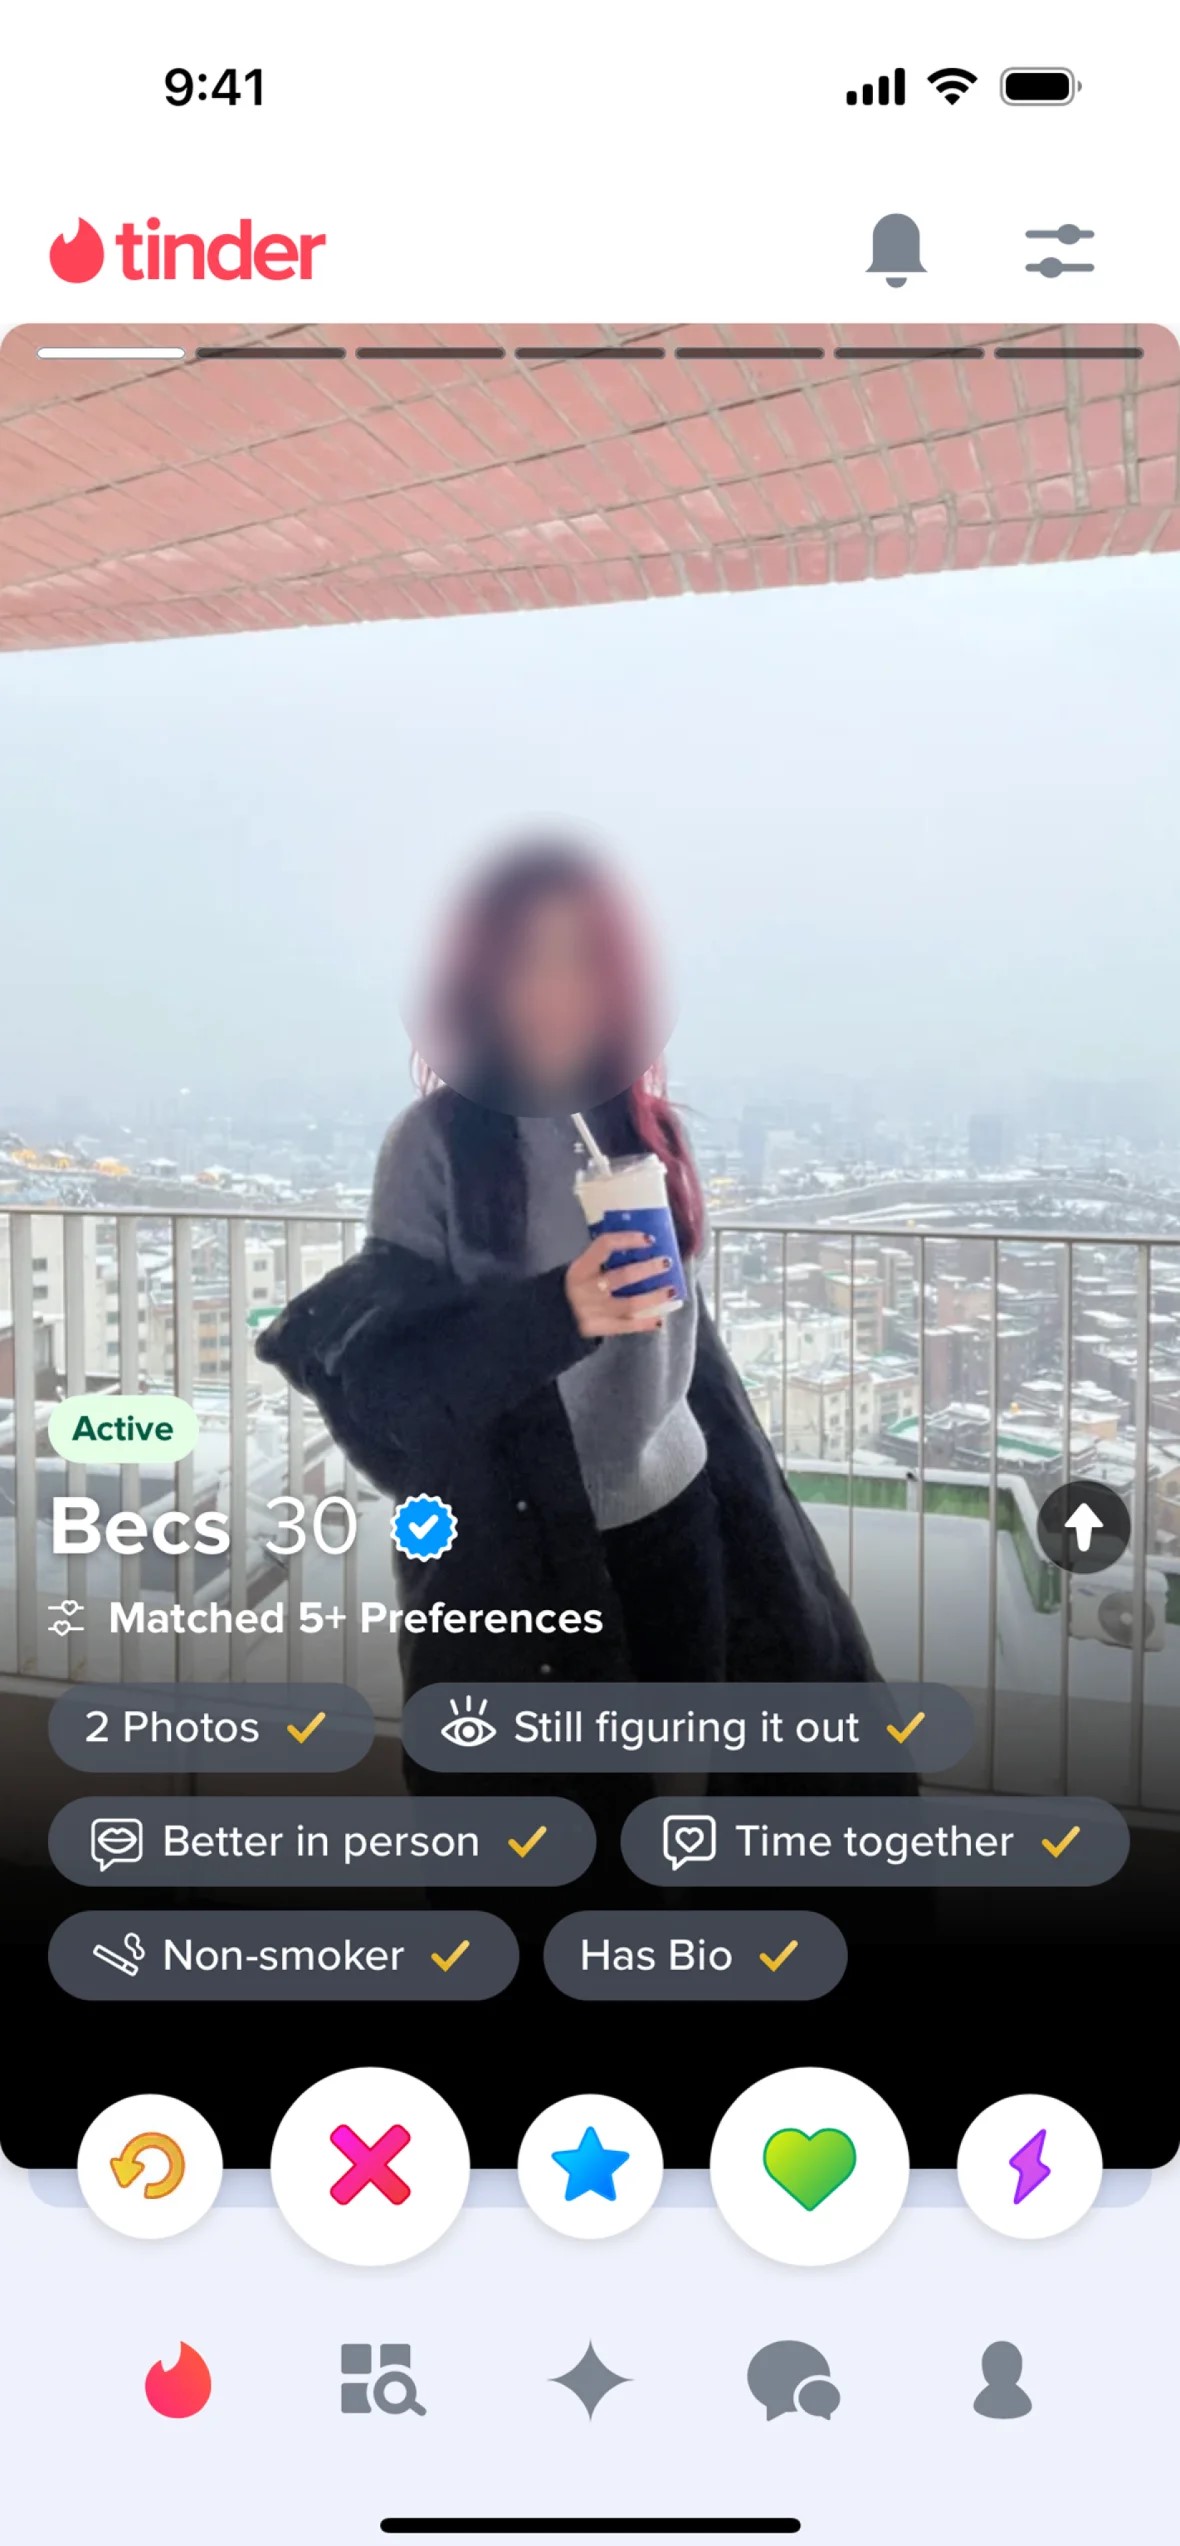 9:41
tinder
Active
Becs 30
Matched 5+ Preferences
2 Photos
Still figuring it out
Better in person
Time together
Non-smoker
Has Bio